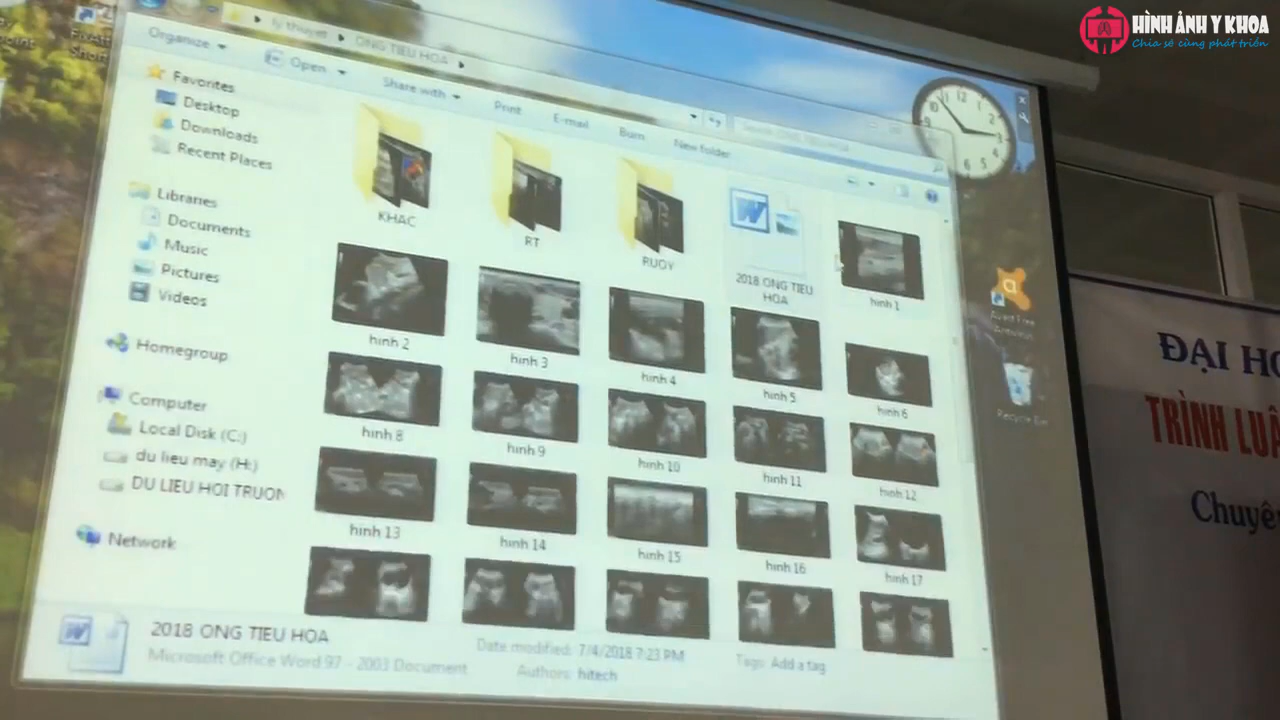 HÌNH ẢNH Y KHOA
Chia sẻ cùng phát triển
ly thuyet ▸ ONG TIEU HOA ▸
Organize
Open
Share with
Print
E-mail
Burn
New folder
Favorites
Desktop
Downloads
Recent Places
Libraries
Documents
Music
Pictures
Videos
Homegroup
Computer
Local Disk (C:)
du lieu may (H:)
DU LIEU HOI TRUON
Network
KHAC
RT
RUOY
2018 ONG TIEU
HOA
hinh 1
hinh 2
hinh 3
hinh 4
hinh 5
hinh 6
hinh 8
hinh 9
hinh 10
hinh 11
hinh 12
hinh 13
hinh 14
hinh 15
hinh 16
hinh 17
2018 ONG TIEU HOA
Microsoft Office Word 97 - 2003 Document
Date modified: 7/4/2018 7:23 PM
Authors: hitech
Tags: Add a tag
Recycle Bin
ĐẠI HỌ
TRÌNH LUẬ
Chuyê